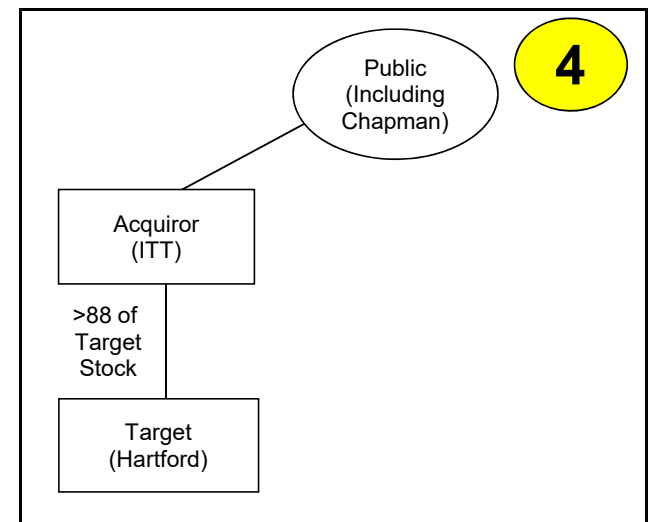 Public
(Including
Chapman)
4
Acquiror
(ITT)
>88 of
Target
Stock
Target
(Hartford)